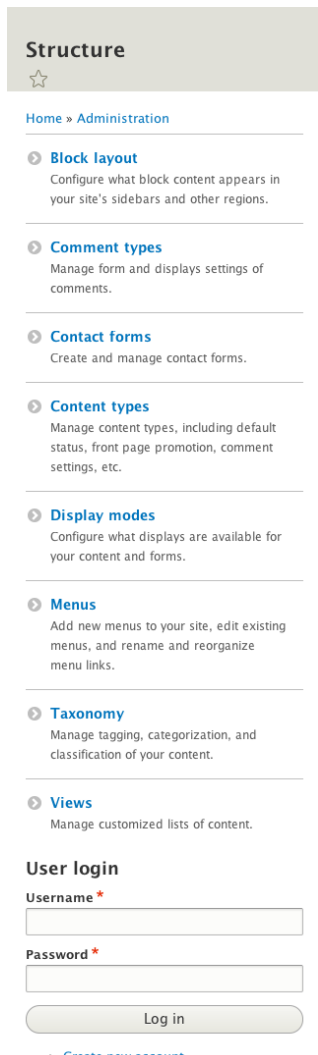 Structure
Home » Administration
Block layout
Configure what block content appears in
your site's sidebars and other regions.
Comment types
Manage form and displays settings of
comments.
Contact forms
Create and manage contact forms.
Content types
Manage content types, including default
status, front page promotion, comment
settings, etc.
Display modes
Configure what displays are available for
your content and forms.
Menus
Add new menus to your site, edit existing
menus, and rename and reorganize
menu links.
Taxonomy
Manage tagging, categorization, and
classification of your content.
Views
Manage customized lists of content.
User login
Username *
Password *
Log in
Create new account